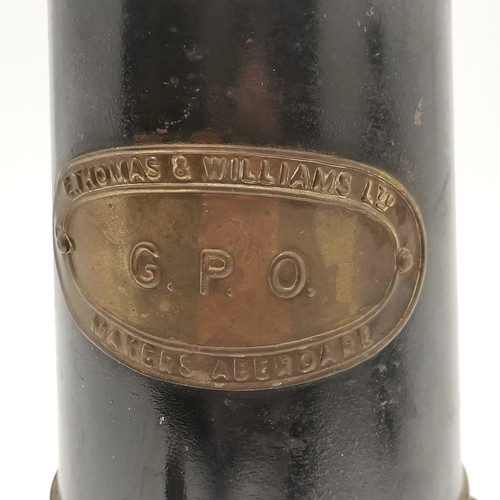 E. THOMAS & WILLIAMS LTD
G. P. O.
MAKERS ABERDARE